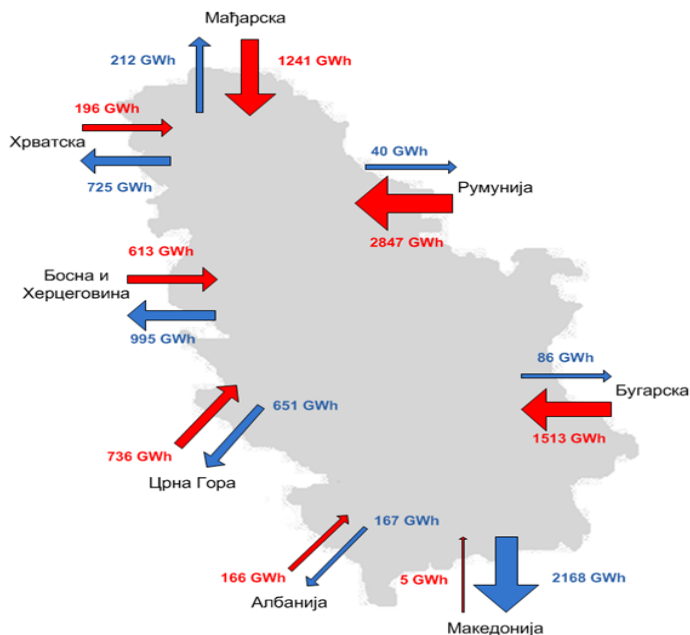 Мађарска
212 GWh
1241 GWh
196 GWh
Хрватска
725 GWh
40 GWh
Румунија
2847 GWh
613 GWh
Босна и
Херцеговина
995 GWh
86 GWh
Бугарска
1513 GWh
651 GWh
736 GWh
Црна Гора
167 GWh
166 GWh
Албанија
5 GWh
2168 GWh
Македонија